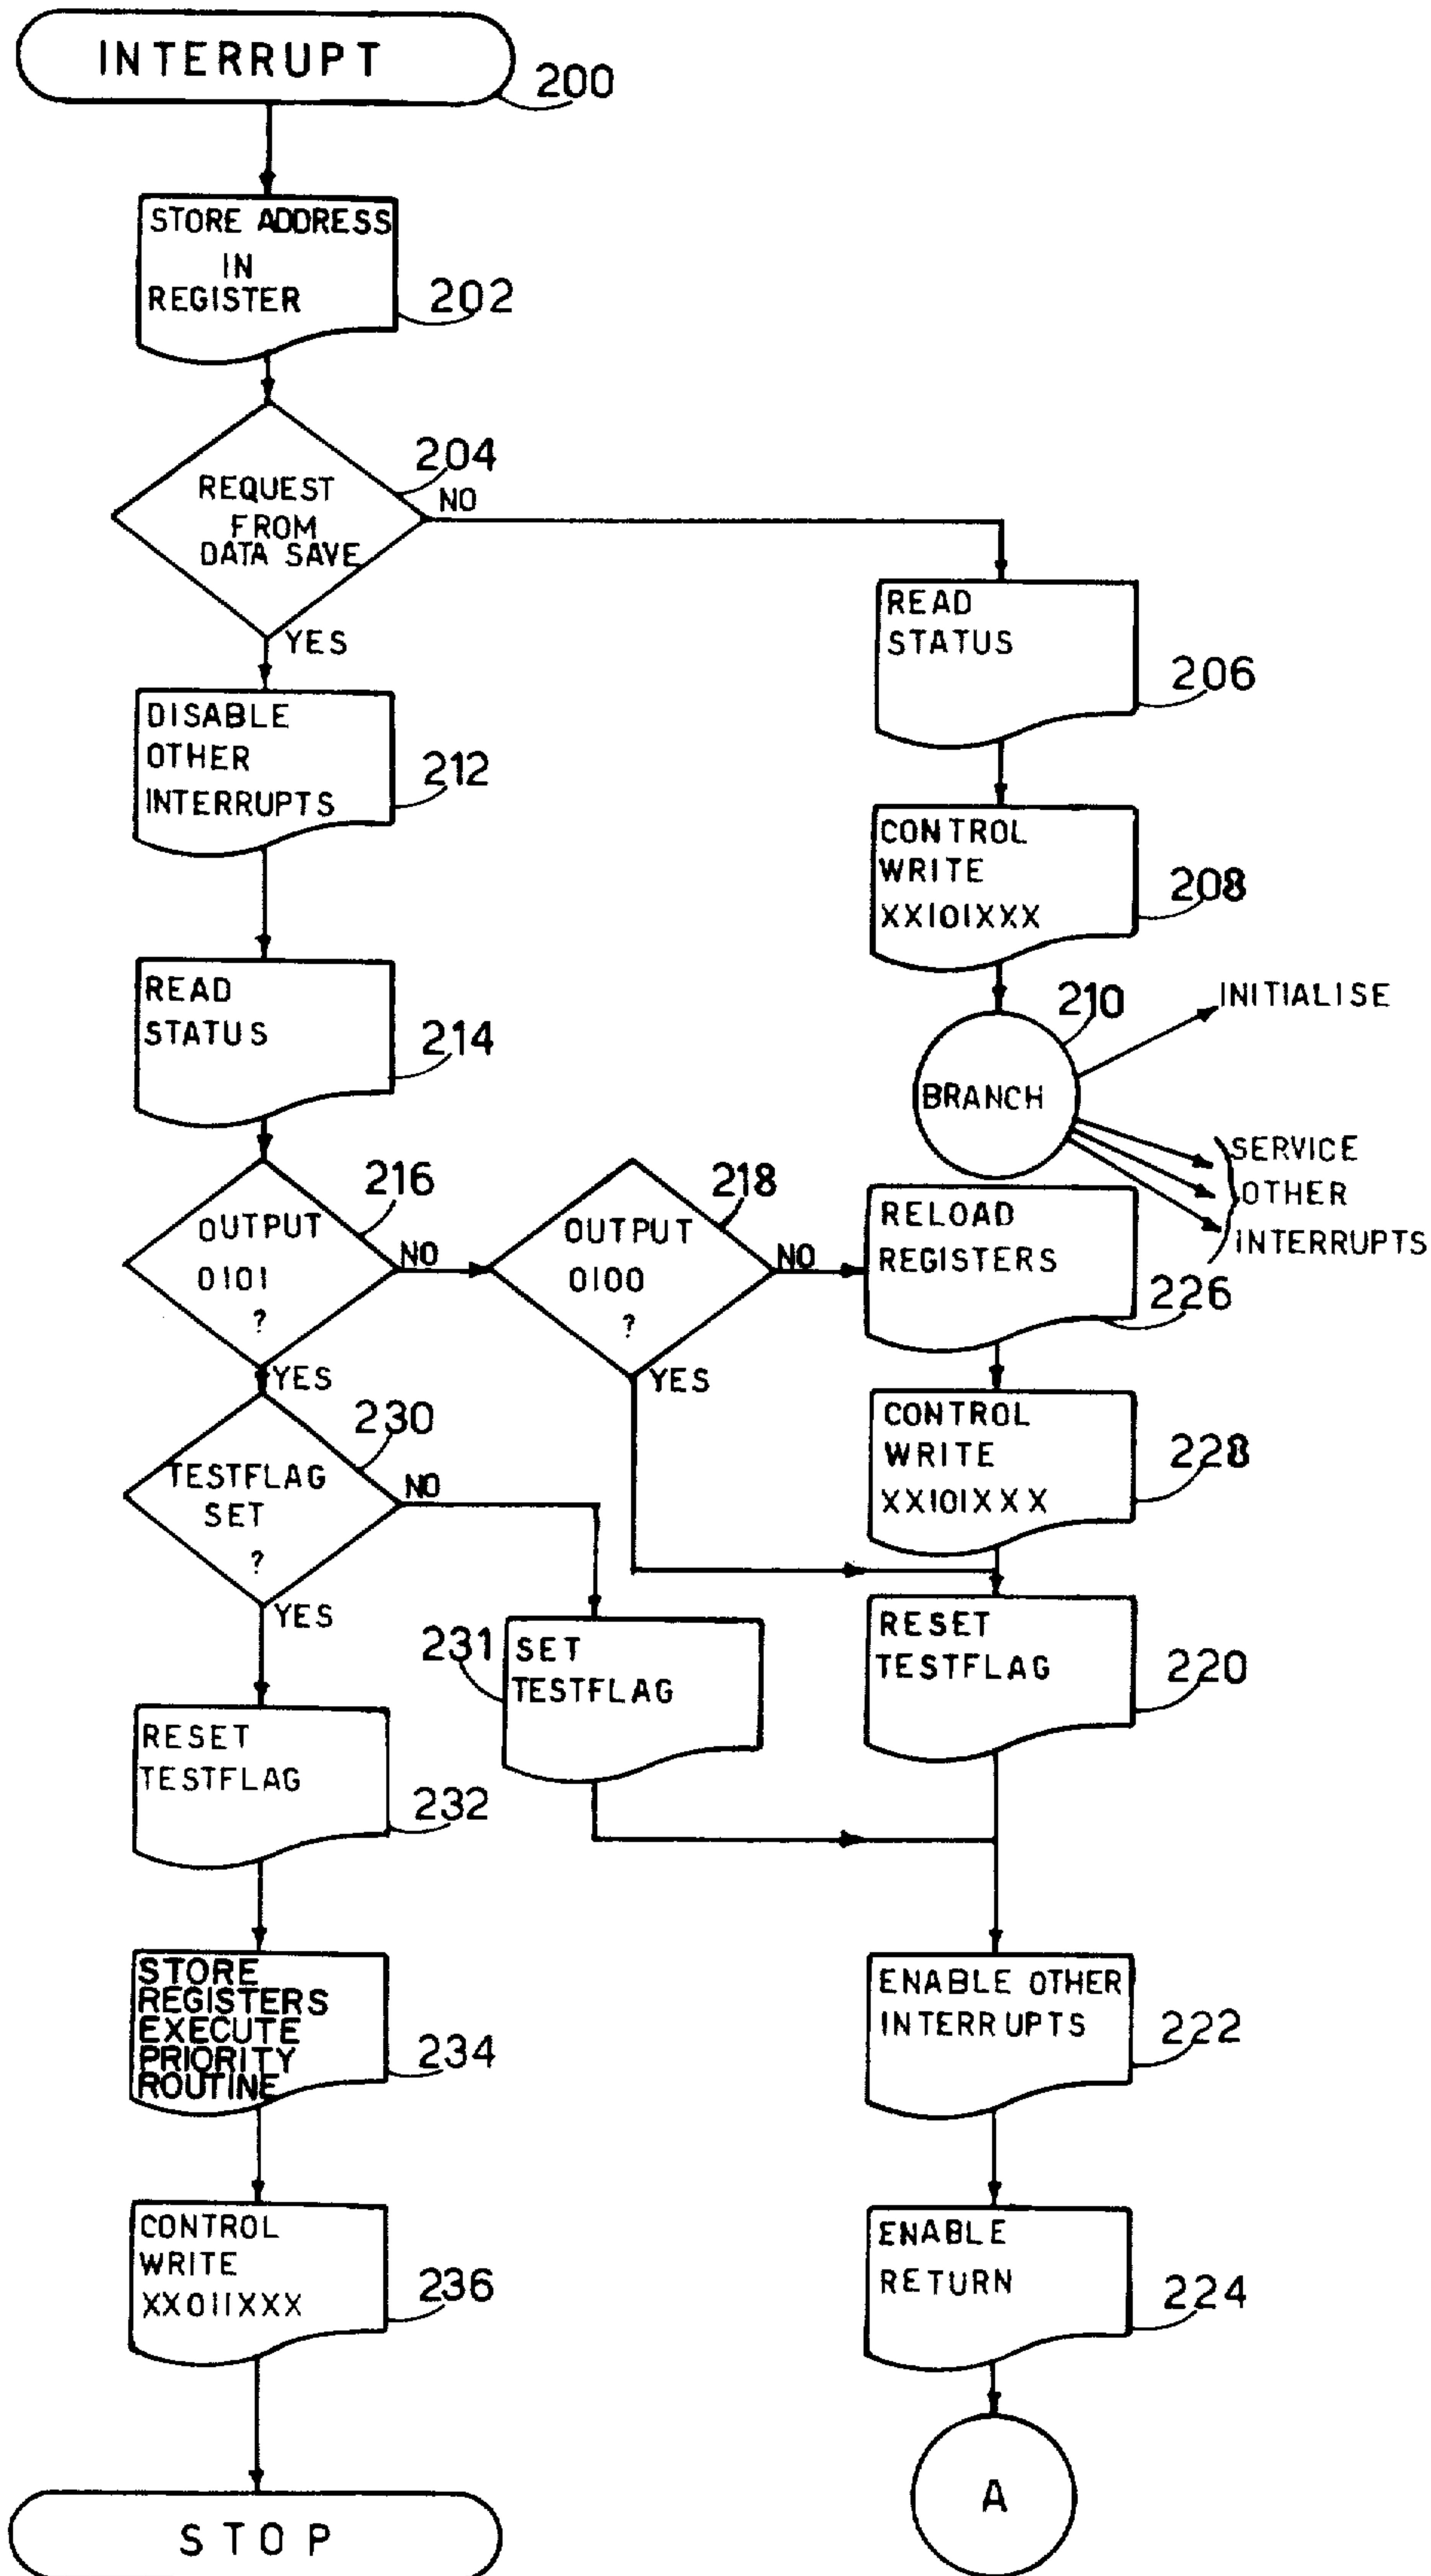 INTERRUPT
200
STORE ADDRESS
IN
REGISTER
202
REQUEST
FROM
DATA SAVE
204
NO
YES
READ
STATUS
206
DISABLE
OTHER
INTERRUPTS
212
CONTROL
WRITE
XX101XXX
208
READ
STATUS
214
BRANCH
210
INITIALISE
SERVICE
OTHER
INTERRUPTS
OUTPUT
0101
?
216
NO
YES
OUTPUT
0100
?
218
NO
YES
RELOAD
REGISTERS
226
CONTROL
WRITE
XX101XXX
228
TESTFLAG
SET
?
230
NO
YES
231
SET
TESTFLAG
RESET
TESTFLAG
220
RESET
TESTFLAG
232
STORE
REGISTERS
EXECUTE
PRIORITY
ROUTINE
234
ENABLE OTHER
INTERRUPTS
222
CONTROL
WRITE
XX011XXX
236
ENABLE
RETURN
224
STOP
A